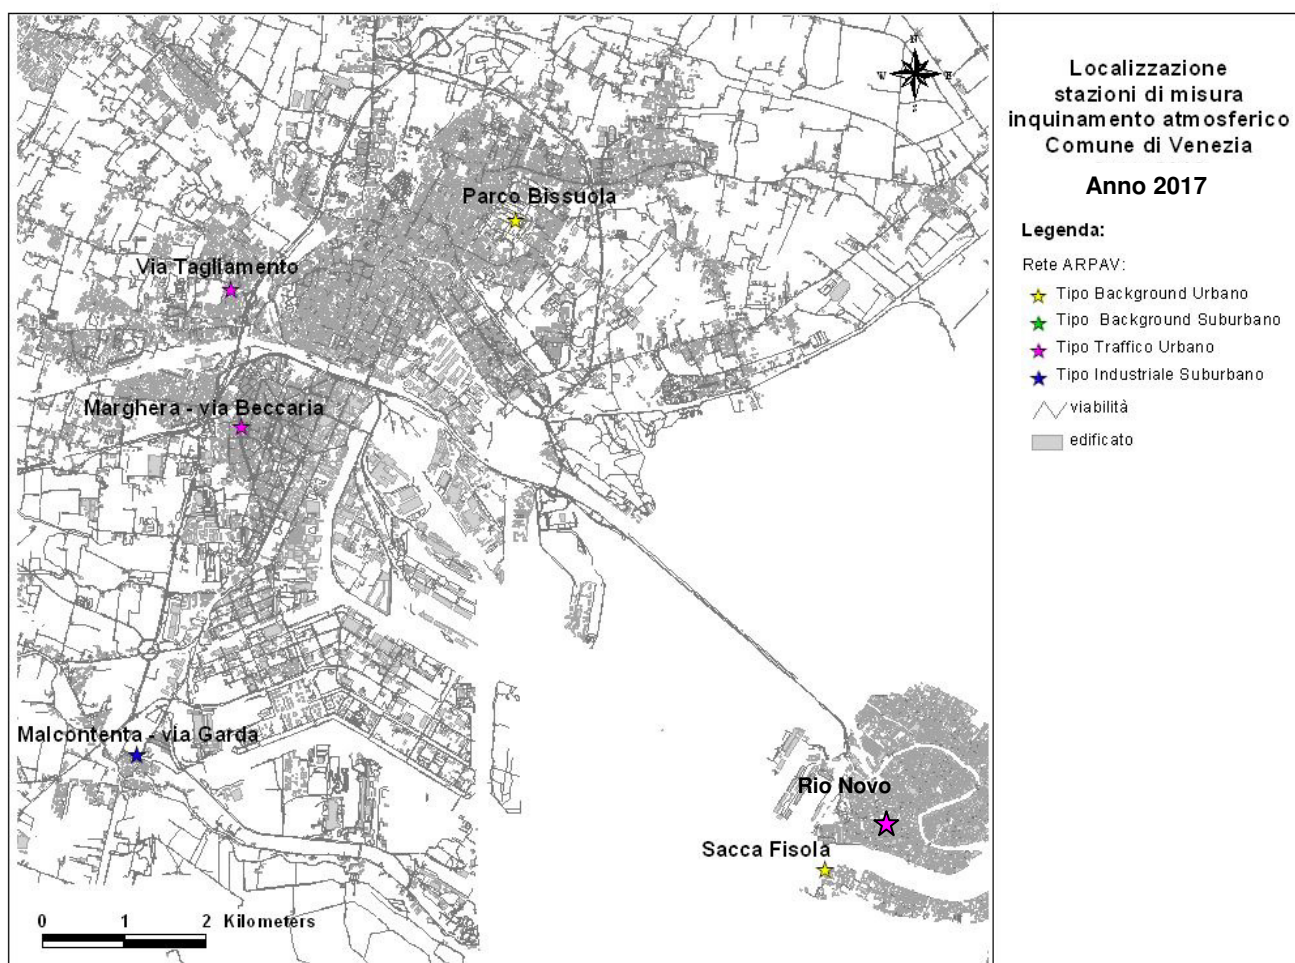 Localizzazione
stazioni di misura
inquinamento atmosferico
Comune di Venezia
Anno 2017
Legenda:
Rete ARPAV:
Tipo Background Urbano
Tipo Background Suburbano
Tipo Traffico Urbano
Tipo Industriale Suburbano
viabilità
edificato
N
W E
S
Parco Bissuola
Via Tagliamento
Marghera - via Beccaria
Malcontenta - via Garda
Rio Novo
Sacca Fisola
0 1 2 Kilometers